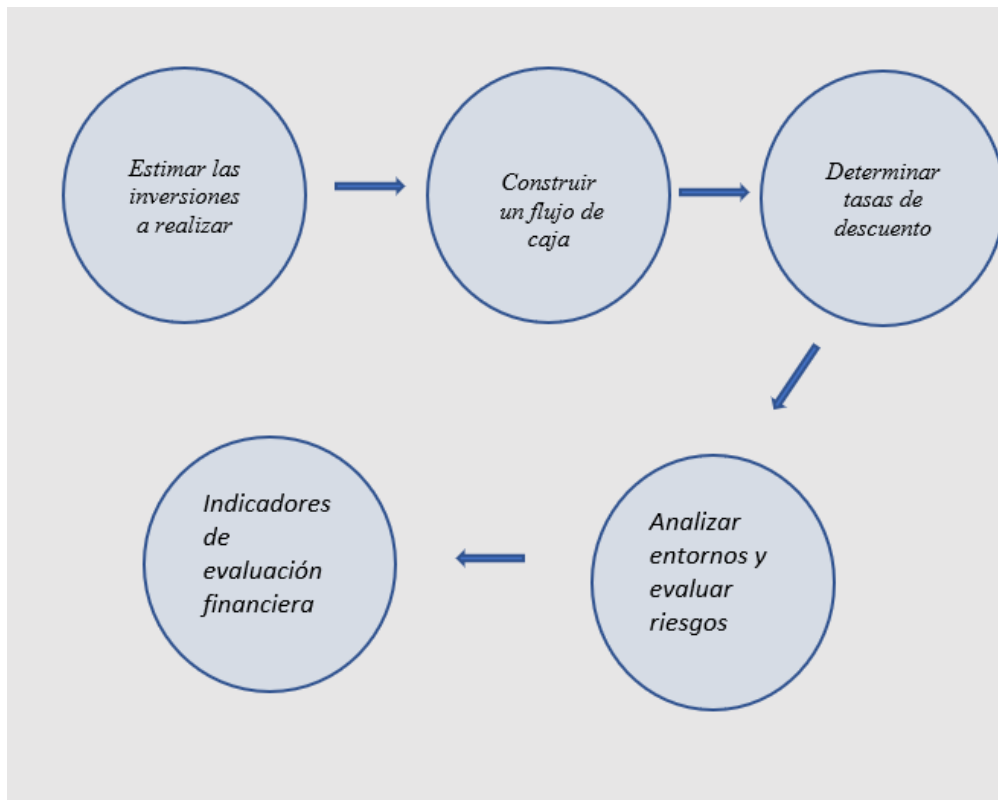 Estimar las
inversiones
a realizar
Construir
un flujo de
caja
Determinar
tasas de
descuento
Analizar
entornos y
evaluar
riesgos
Indicadores
de
evaluación
financiera